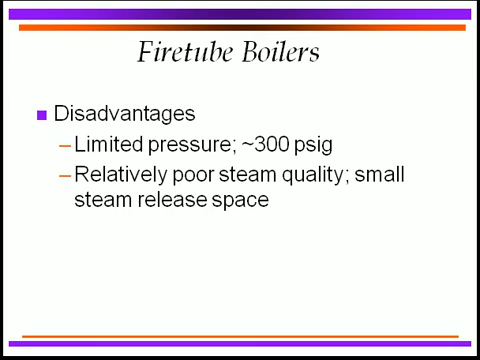 Firetube Boilers
Disadvantages
–Limited pressure; ~300 psig
–Relatively poor steam quality; small
steam release space